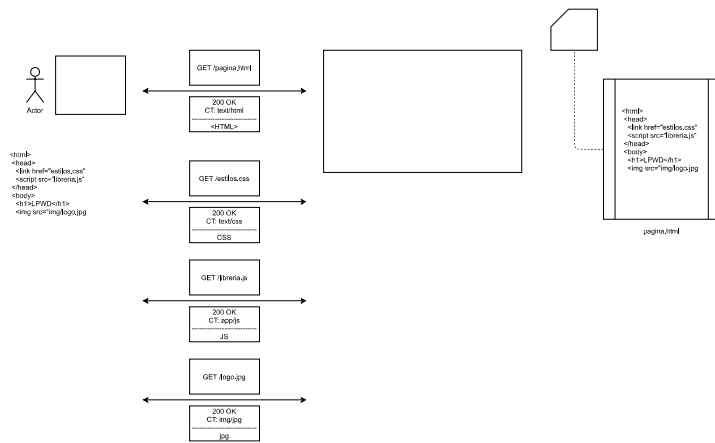 GET /pagina.html
200 OK
CT: text/html
<HTML>
Actor
<html>
<head>
<link href="estilos.css"
<script src="libreria.js"
</head>
<body>
<h1>LPWD</h1>
<img src="img/logo.jpg
GET /estilos.css
200 OK
CT: text/css
CSS
GET /libreria.js
200 OK
CT: app/js
JS
GET /logo.jpg
200 OK
CT: img/jpg
jpg
<html>
<head>
<link href="estilos.css"
<script src="libreria.js"
</head>
<body>
<h1>LPWD</h1>
<img src="img/logo.jpg
pagina.html